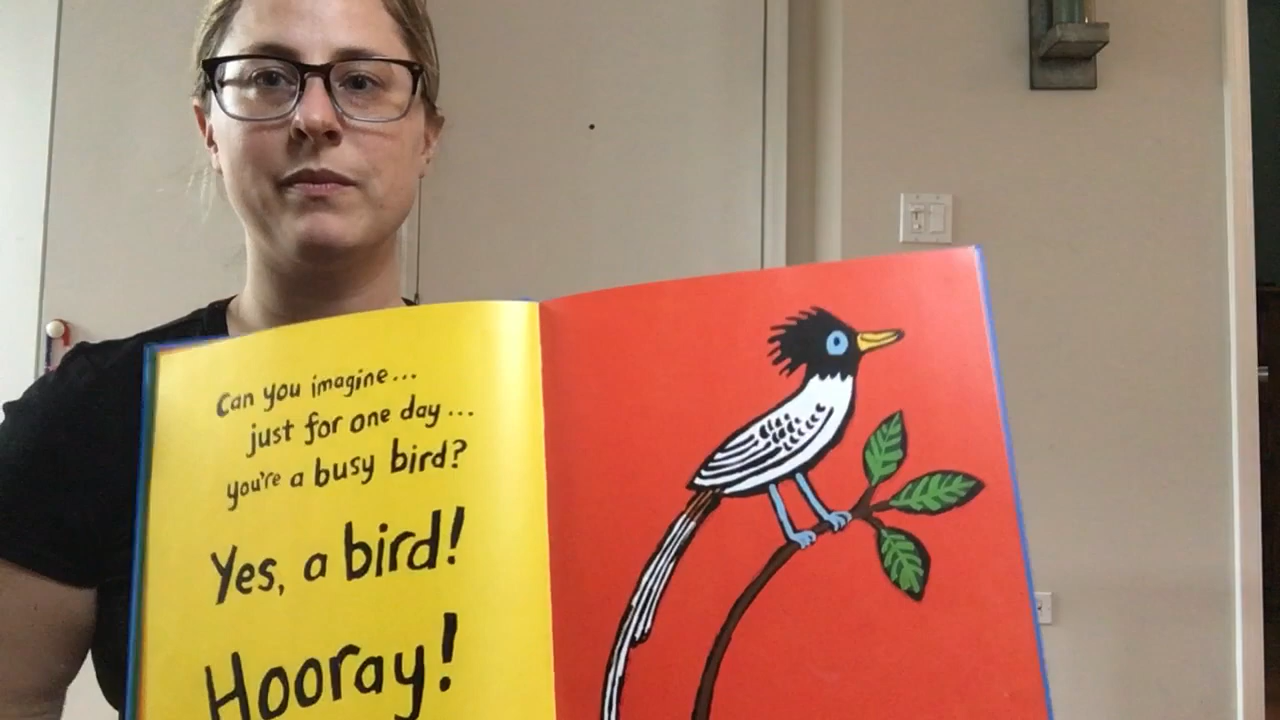 Can you imagine...
just for one day...
you're a busy bird?
Yes, a bird!
Hooray!